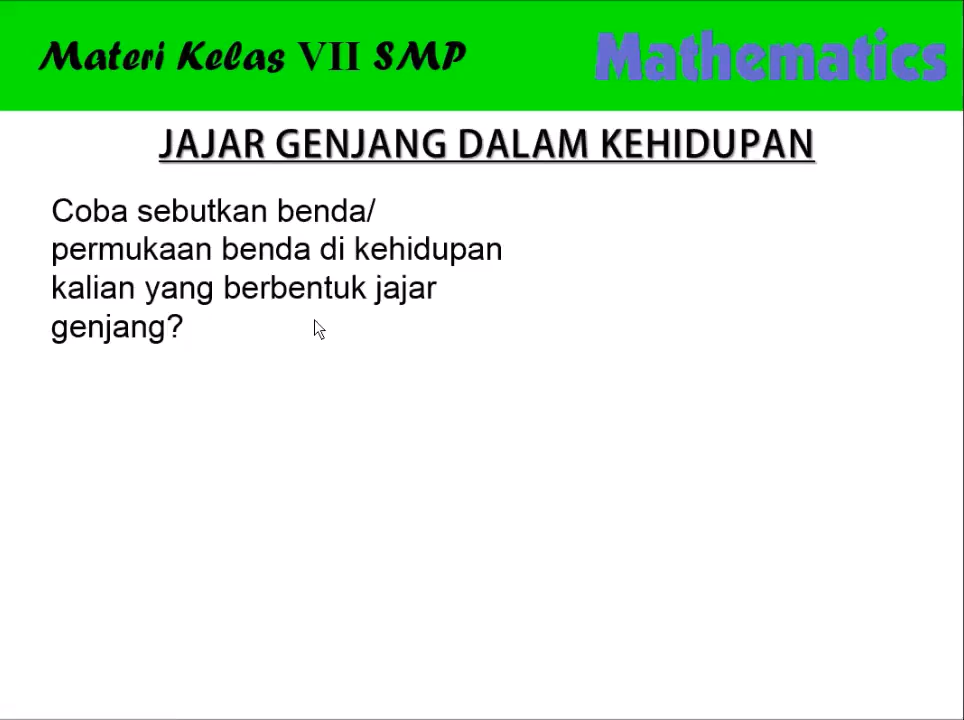 Materi Kelas VII SMP
Mathematics
JAJAR GENJANG DALAM KEHIDUPAN
Coba sebutkan benda/
permukaan benda di kehidupan
kalian yang berbentuk jajar
genjang?